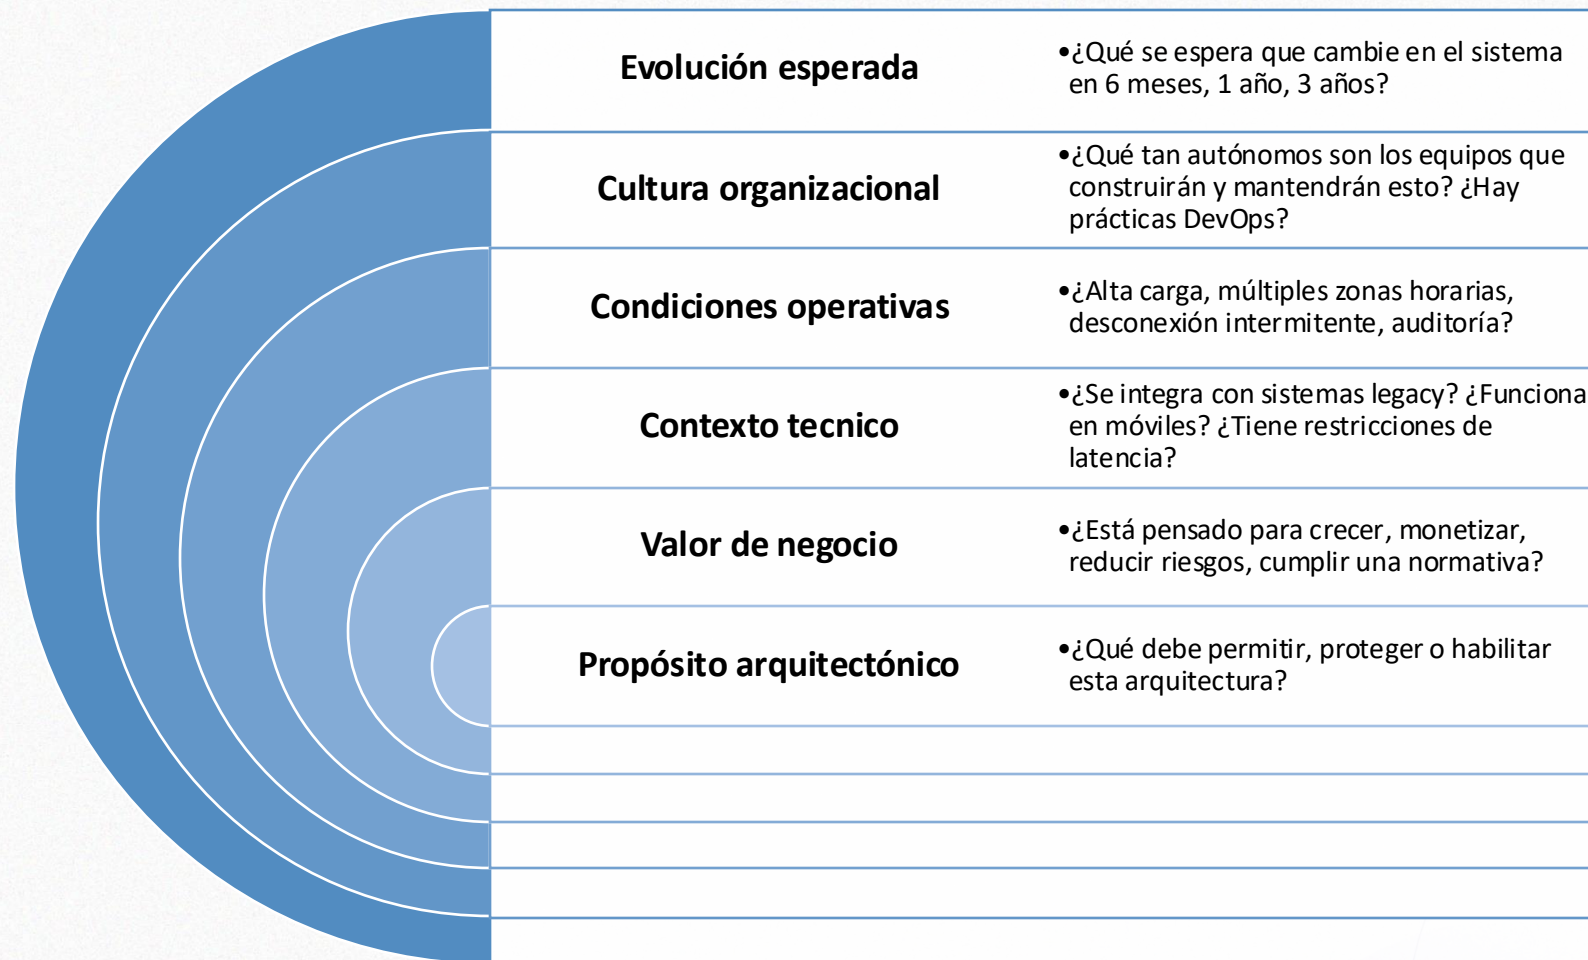 Evolución esperada
•¿Qué se espera que cambie en el sistema
en 6 meses, 1 año, 3 años?
Cultura organizacional
•¿Qué tan autónomos son los equipos que
construirán y mantendrán esto? ¿Hay
prácticas DevOps?
Condiciones operativas
•¿Alta carga, múltiples zonas horarias,
desconexión intermitente, auditoría?
Contexto tecnico
•¿Se integra con sistemas legacy? ¿Funciona
en móviles? ¿Tiene restricciones de
latencia?
Valor de negocio
•¿Está pensado para crecer, monetizar,
reducir riesgos, cumplir una normativa?
Propósito arquitectónico
•¿Qué debe permitir, proteger o habilitar
esta arquitectura?